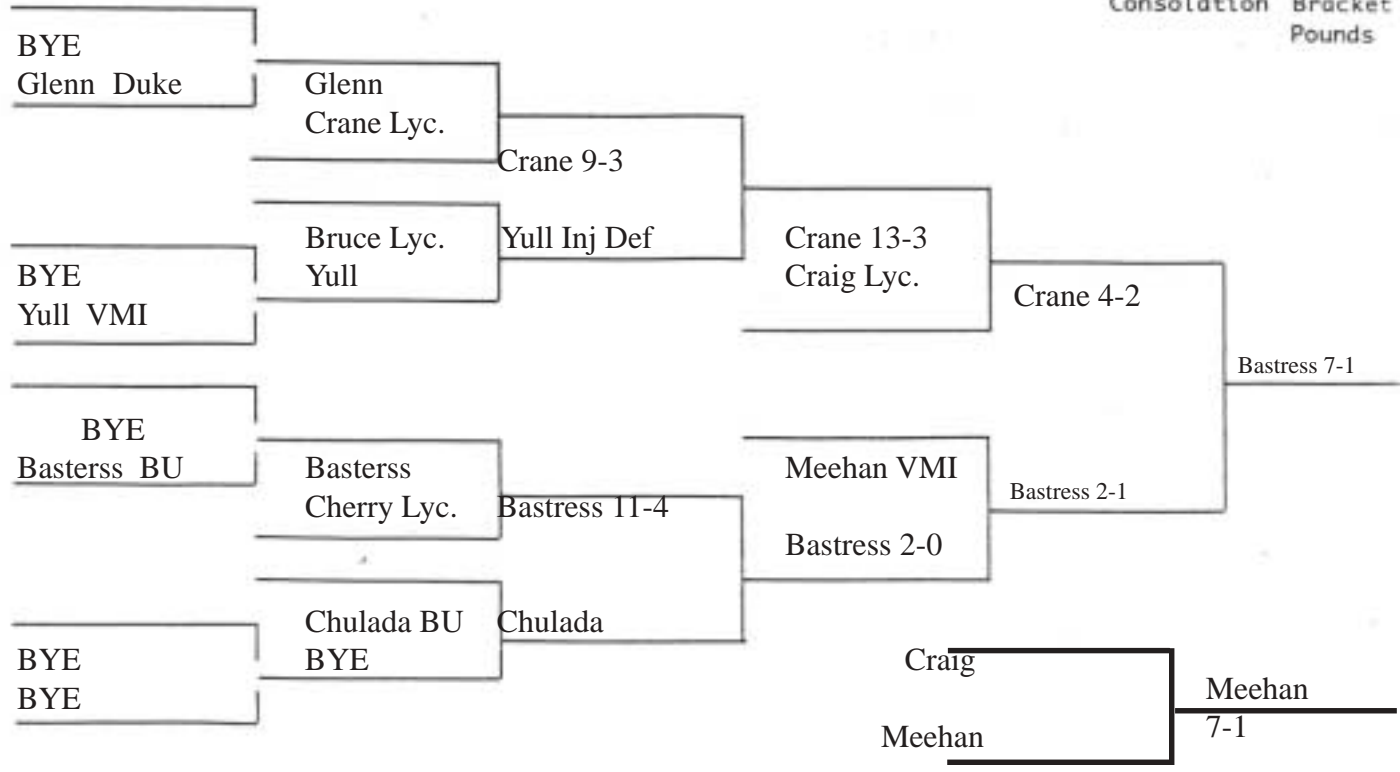 Consolation Bracket
Pounds
BYE
Glenn Duke
Glenn
Crane Lyc.
Crane 9-3
Bruce Lyc.
Yull
Yull Inj Def
BYE
Yull VMI
Crane 13-3
Craig Lyc.
Crane 4-2
Bastress 7-1
BYE
Basterss BU
Basterss
Cherry Lyc.
Bastress 11-4
Meehan VMI
Bastress 2-0
Bastress 2-1
Chulada BU
BYE
Chulada
BYE
BYE
Craig
Meehan
Meehan
7-1